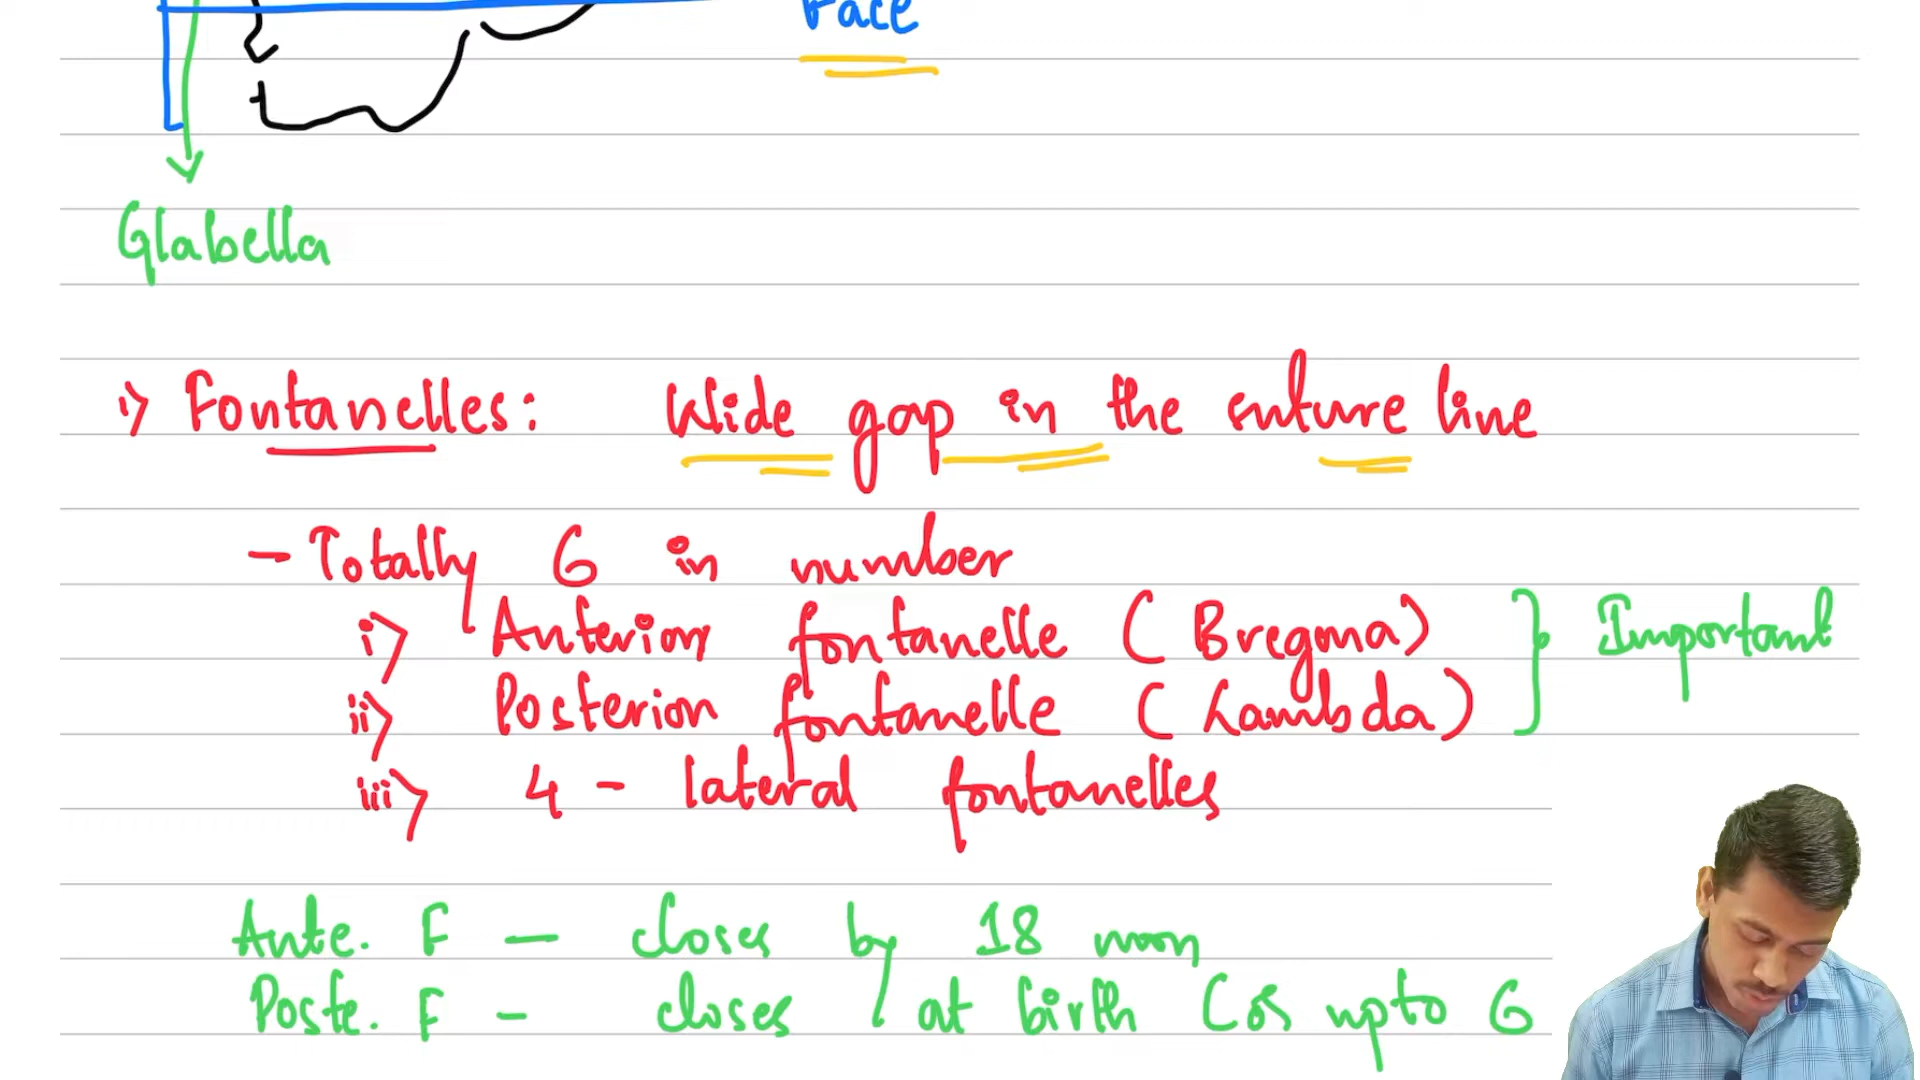 Face
Glabella
i) Fontanelles: Wide gap in the suture line
- Totally 6 in number
i) Anterior fontanelle (Bregma)
ii) Posterior fontanelle (Lambda)
} Important
iii) 4 - lateral fontanelles
Ante. F - closes by 18 mon
Poste. F - closes at birth (or upto 6